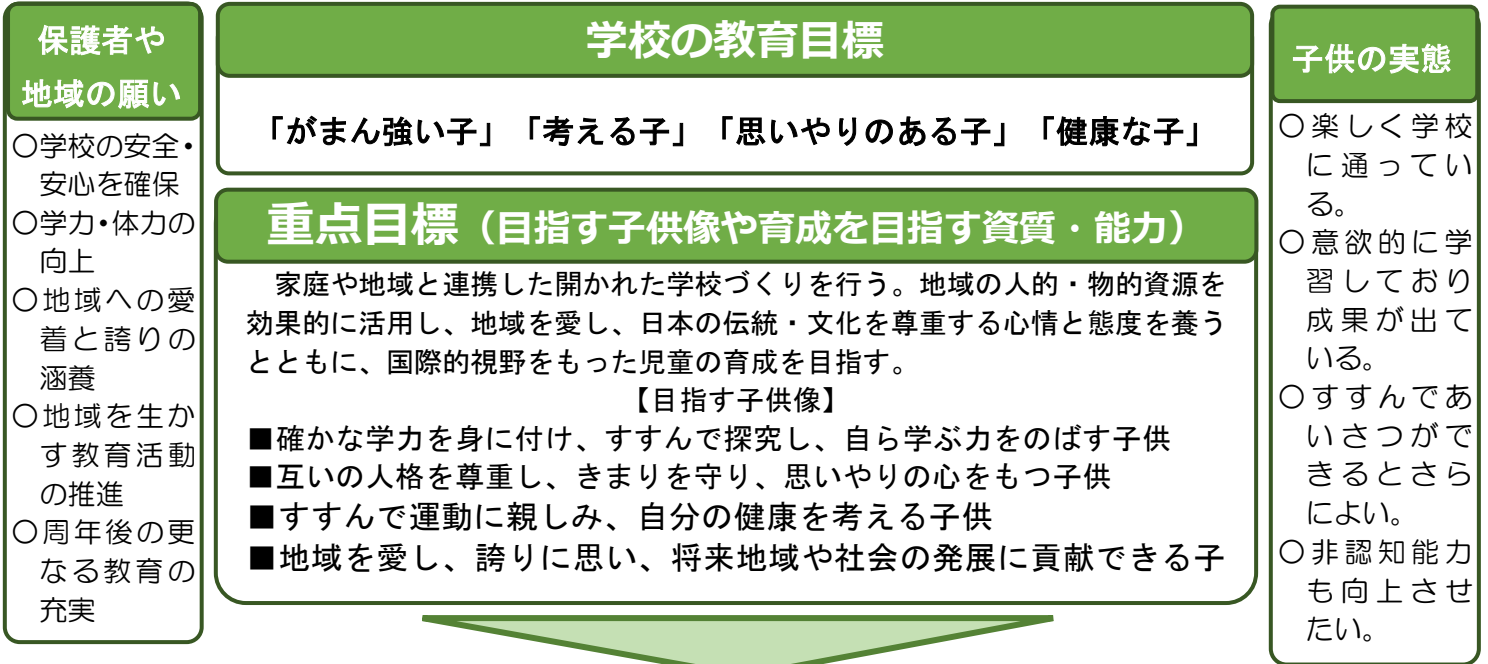 保護者や
地域の願い
〇学校の安全・
安心を確保
〇学力・体力の
向上
〇地域への愛
着と誇りの
涵養
〇地域を生か
す教育活動
の推進
〇周年後の更
なる教育の
充実
学校の教育目標
「がまん強い子」「考える子」「思いやりのある子」「健康な子」
重点目標（目指す子供像や育成を目指す資質・能力）
家庭や地域と連携した開かれた学校づくりを行う。地域の人的・物的資源を
効果的に活用し、地域を愛し、日本の伝統・文化を尊重する心情と態度を養う
とともに、国際的視野をもった児童の育成を目指す。
【目指す子供像】
■確かな学力を身に付け、すすんで探究し、自ら学ぶ力をのばす子供
■互いの人格を尊重し、きまりを守り、思いやりの心をもつ子供
■すすんで運動に親しみ、自分の健康を考える子供
■地域を愛し、誇りに思い、将来地域や社会の発展に貢献できる子
子供の実態
〇楽しく学校
に通ってい
る。
〇意欲的に学
習しており
成果が出て
いる。
〇すすんであ
いさつがで
きるとさら
によい。
〇非認知能力
も向上させ
たい。